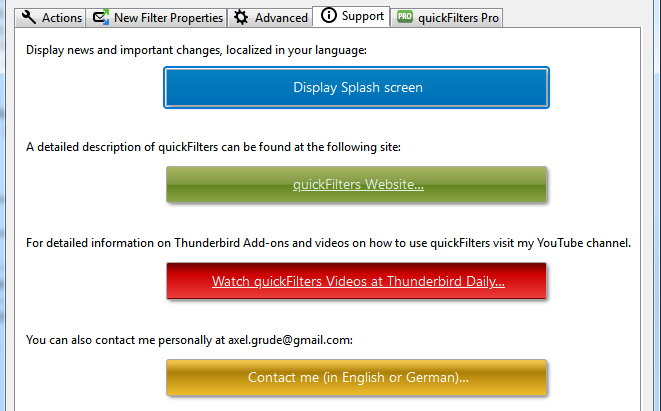 Actions
New Filter Properties
Advanced
Support
PRO
quickFilters Pro
Display news and important changes, localized in your language:
Display Splash screen
A detailed description of quickFilters can be found at the following site:
quickFilters Website...
For detailed information on Thunderbird Add-ons and videos on how to use quickFilters visit my YouTube channel.
Watch quickFilters Videos at Thunderbird Daily...
You can also contact me personally at axel.grude@gmail.com:
Contact me (in English or German)...